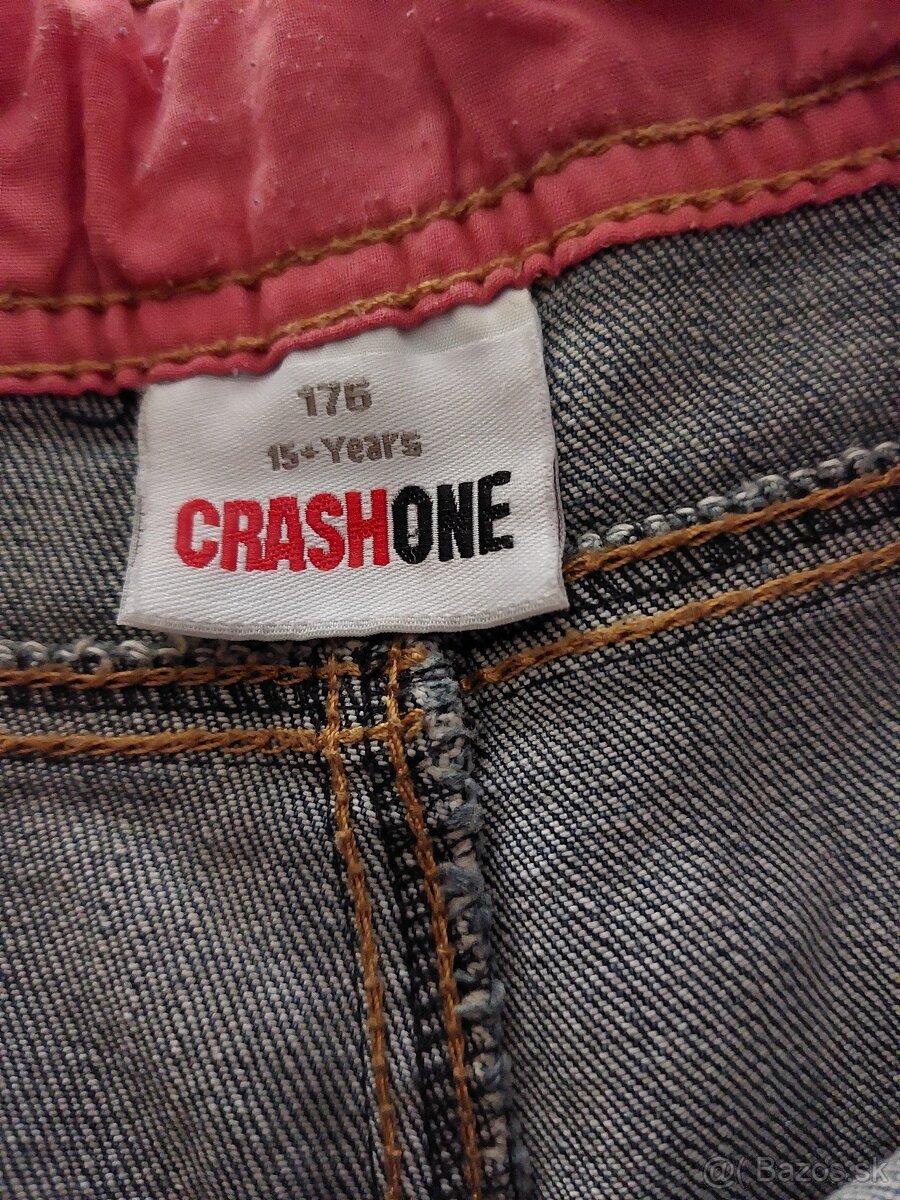 176
15+Years
CRASHONE
@( Bazos.sk